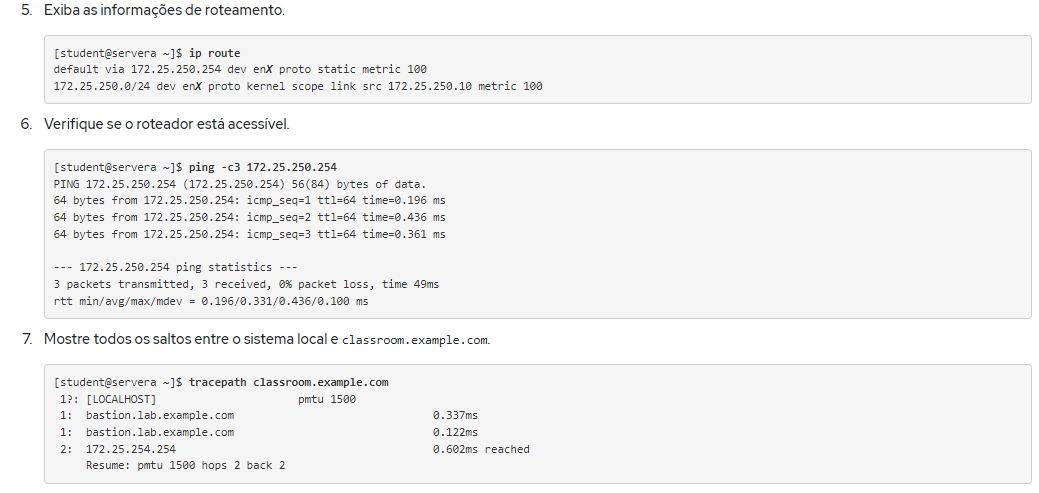 5. Exiba as informações de roteamento.
[student@servera ~]$ ip route
default via 172.25.250.254 dev enX proto static metric 100
172.25.250.0/24 dev enX proto kernel scope link src 172.25.250.10 metric 100
6. Verifique se o roteador está acessível.
[student@servera ~]$ ping -c3 172.25.250.254
PING 172.25.250.254 (172.25.250.254) 56(84) bytes of data.
64 bytes from 172.25.250.254: icmp_seq=1 ttl=64 time=0.196 ms
64 bytes from 172.25.250.254: icmp_seq=2 ttl=64 time=0.436 ms
64 bytes from 172.25.250.254: icmp_seq=3 ttl=64 time=0.361 ms
--- 172.25.250.254 ping statistics ---
3 packets transmitted, 3 received, 0% packet loss, time 49ms
rtt min/avg/max/mdev = 0.196/0.331/0.436/0.100 ms
7. Mostre todos os saltos entre o sistema local e classroom.example.com.
[student@servera ~]$ tracepath classroom.example.com
1?: [LOCALHOST] pmtu 1500
1: bastion.lab.example.com 0.337ms
1: bastion.lab.example.com 0.122ms
2: 172.25.254.254 0.602ms reached
Resume: pmtu 1500 hops 2 back 2